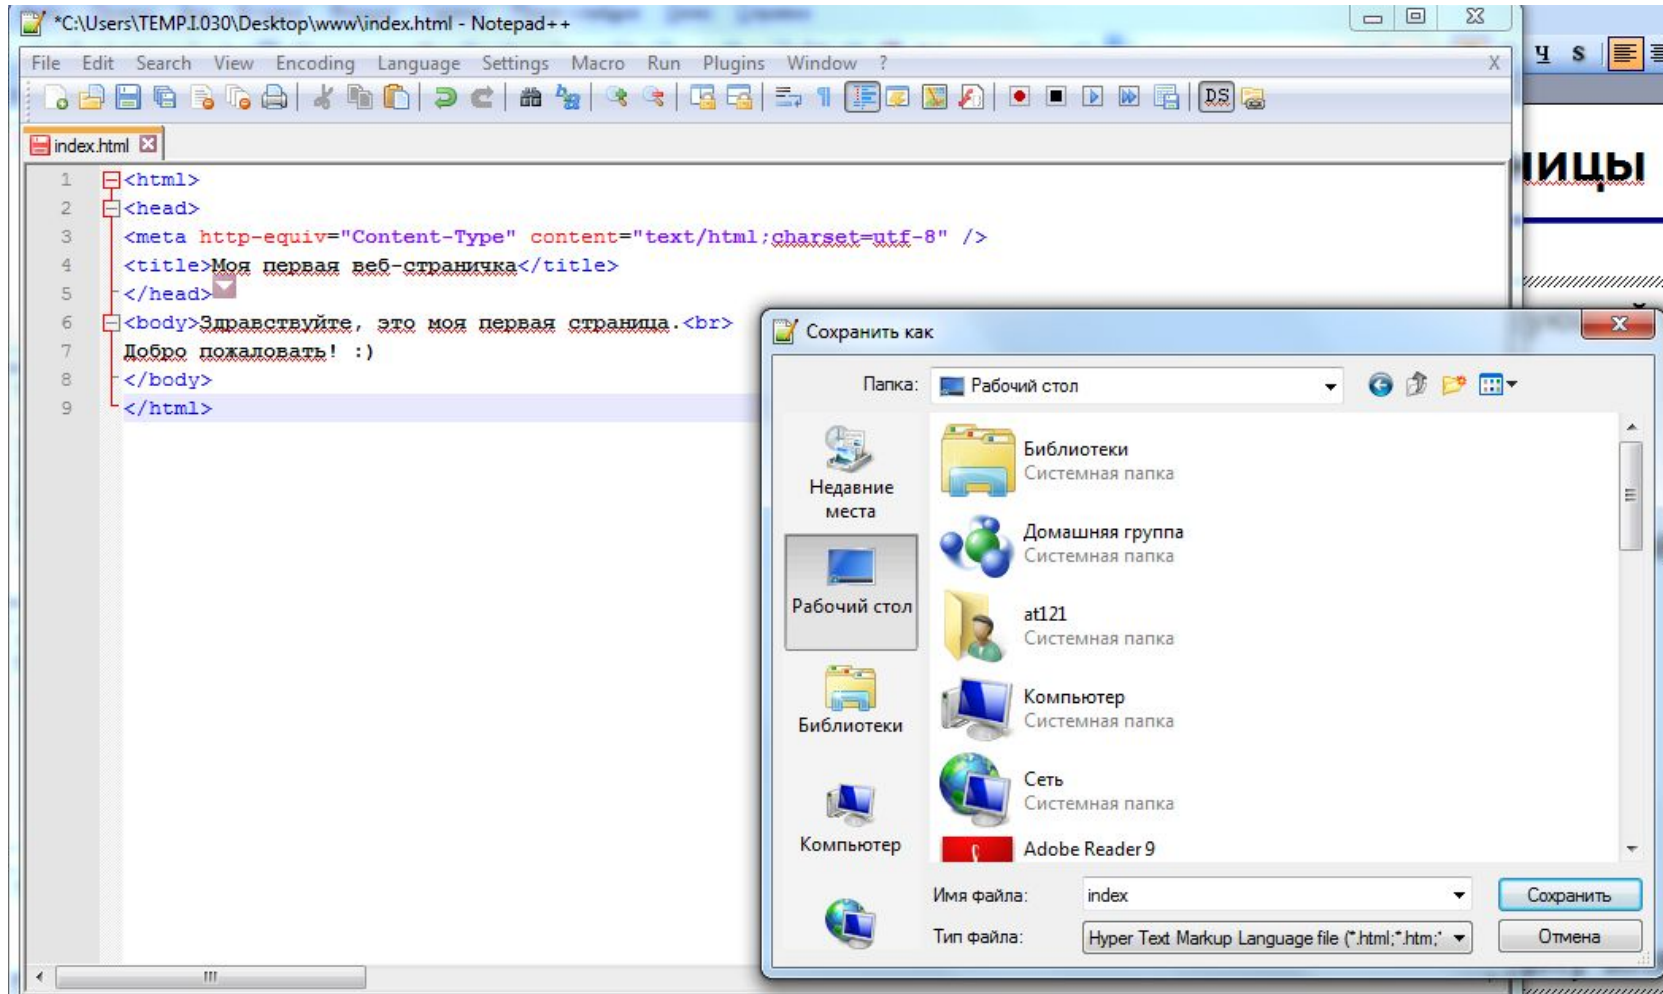 *C:\Users\TEMP.I.030\Desktop\www\index.html - Notepad++
File Edit Search View Encoding Language Settings Macro Run Plugins Window ? X
index.html
1 <html>
2 <head>
3 <meta http-equiv="Content-Type" content="text/html;charset=utf-8" />
4 <title>Моя первая веб-страничка</title>
5 </head>
6 <body>Здравствуйте, это моя первая страница.<br>
7 Добро пожаловать! :)
8 </body>
9 </html>
Ч S
ницы
Сохранить как
Папка: Рабочий стол
Недавние
места
Рабочий стол
Библиотеки
Компьютер
Библиотеки
Системная папка
Домашняя группа
Системная папка
at121
Системная папка
Компьютер
Системная папка
Сеть
Системная папка
Adobe Reader 9
Имя файла: index Сохранить
Тип файла: Hyper Text Markup Language file (*.html;*.htm;* Отмена